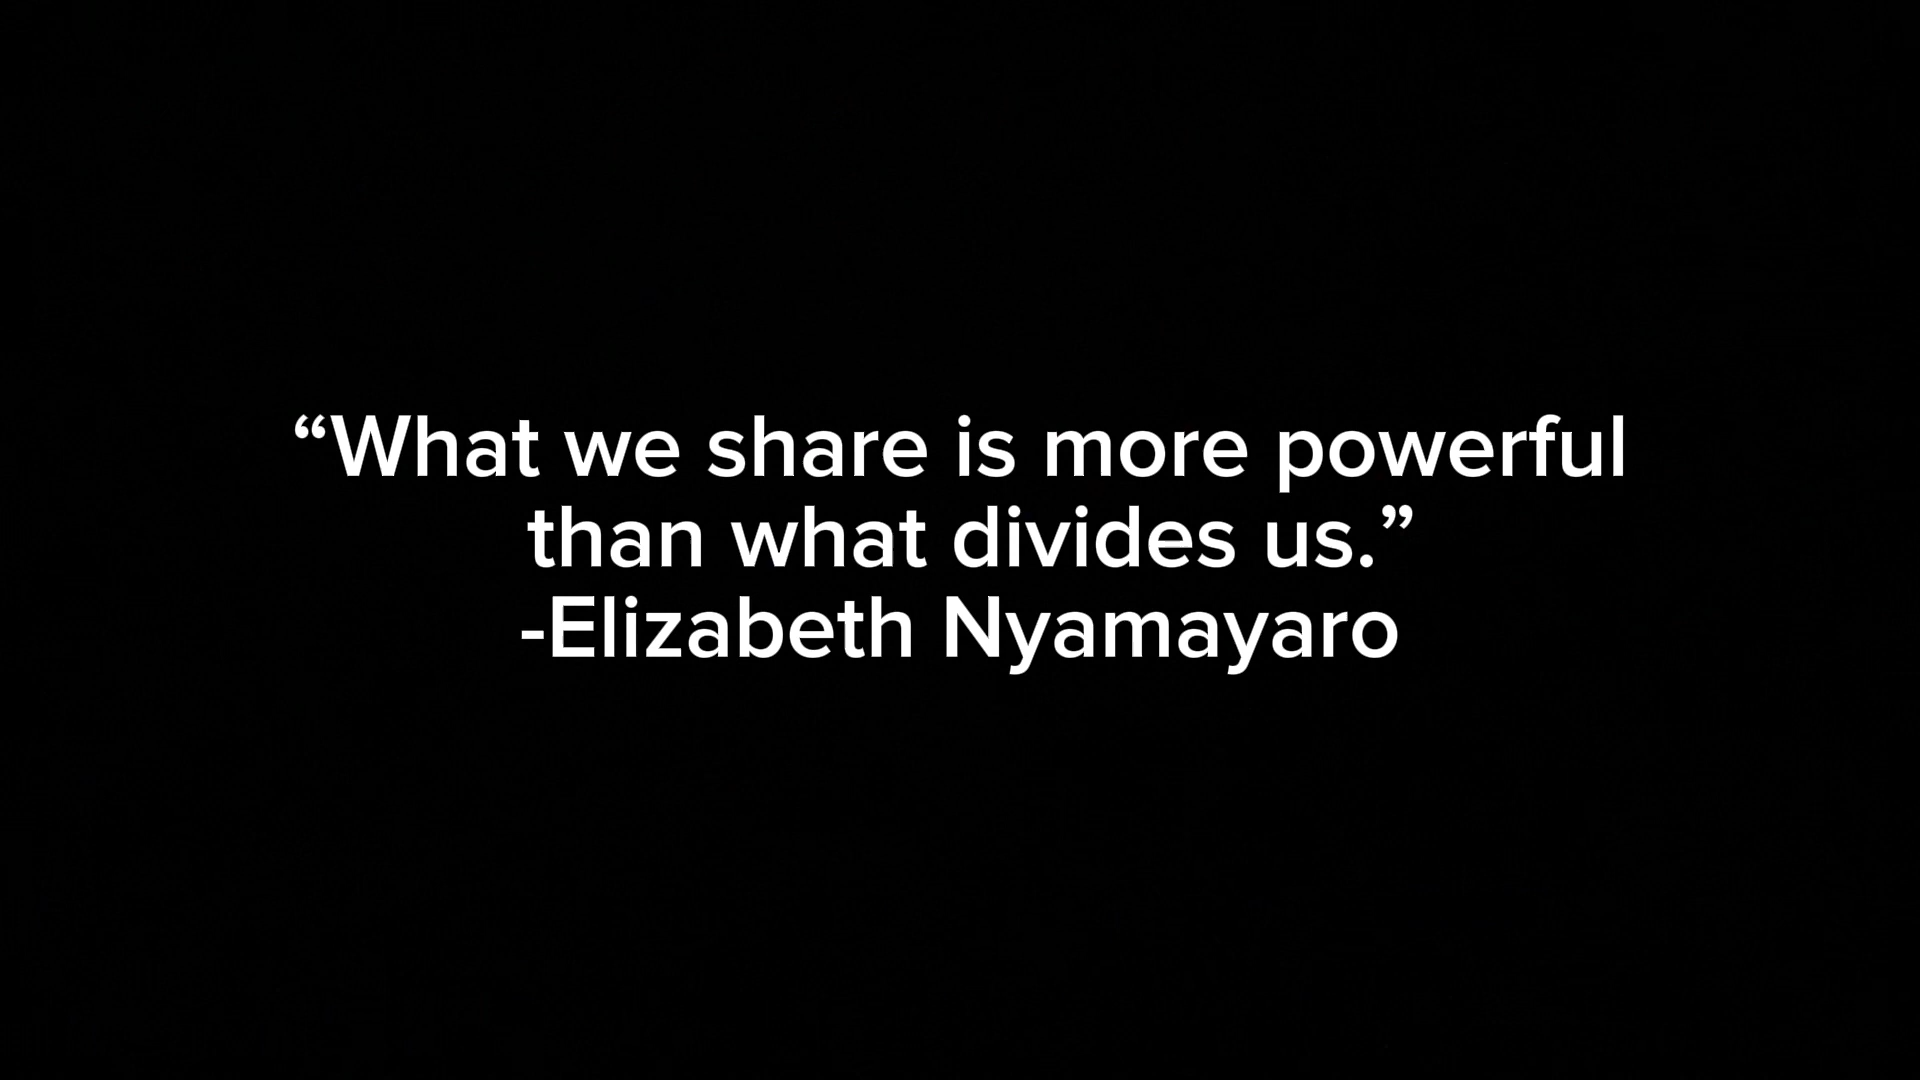 “What we share is more powerful
than what divides us.”
-Elizabeth Nyamayaro